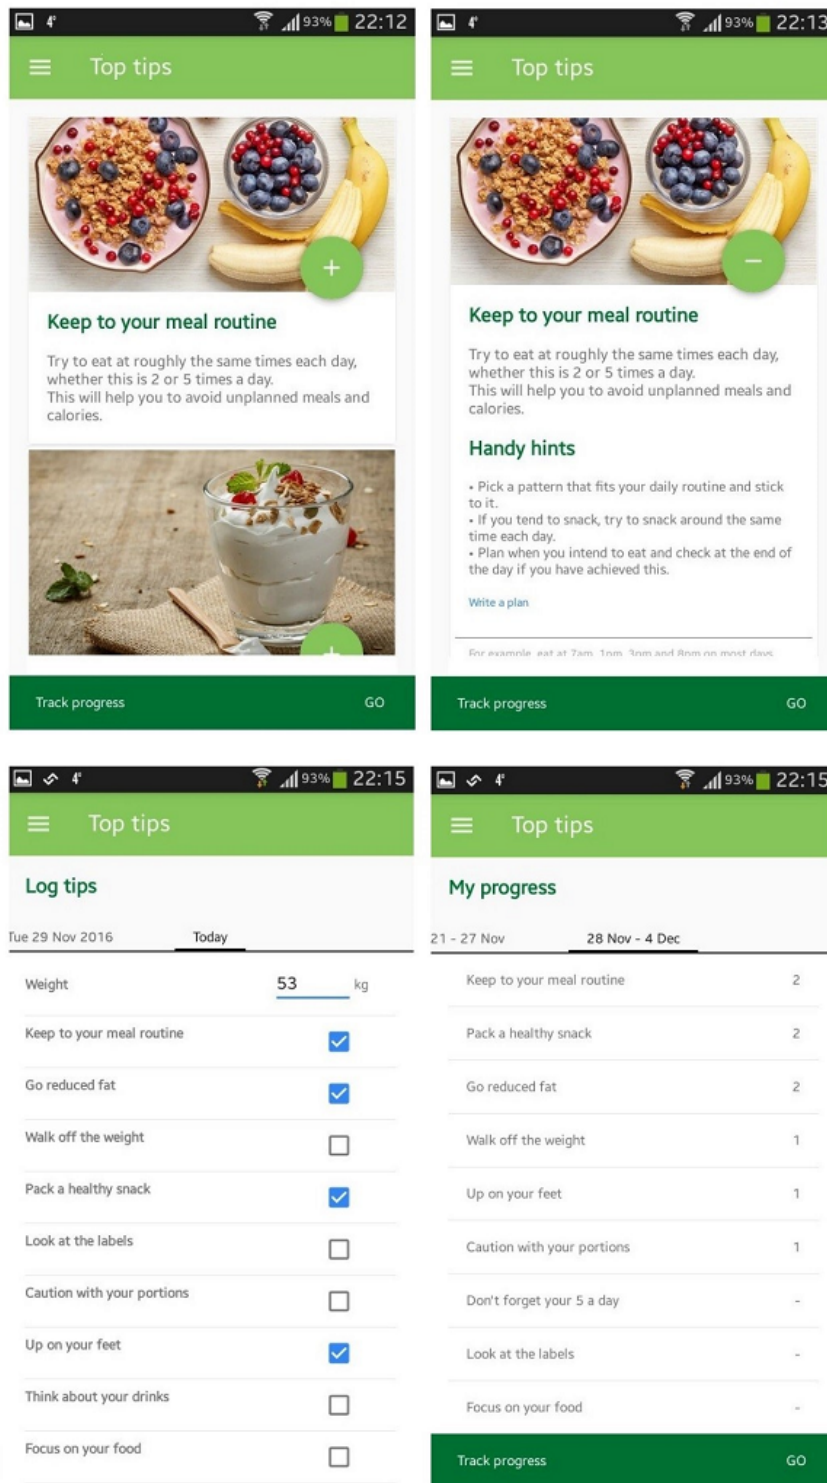 4°
93%
22:12
Top tips
+
Keep to your meal routine
Try to eat at roughly the same times each day,
whether this is 2 or 5 times a day.
This will help you to avoid unplanned meals and
calories.
+
Track progress
GO
4°
93%
22:13
Top tips
−
Keep to your meal routine
Try to eat at roughly the same times each day,
whether this is 2 or 5 times a day.
This will help you to avoid unplanned meals and
calories.
Handy hints
• Pick a pattern that fits your daily routine and stick
to it.
• If you tend to snack, try to snack around the same
time each day.
• Plan when you intend to eat and check at the end of
the day if you have achieved this.
Write a plan
For example, eat at 7am, 1pm, 3pm and 8pm on most days
Track progress
GO
4°
93%
22:15
Top tips
Log tips
Tue 29 Nov 2016
Today
Weight 53 kg
Keep to your meal routine
Go reduced fat
Walk off the weight
Pack a healthy snack
Look at the labels
Caution with your portions
Up on your feet
Think about your drinks
Focus on your food
4°
93%
22:15
Top tips
My progress
21 - 27 Nov
28 Nov - 4 Dec
Keep to your meal routine 2
Pack a healthy snack 2
Go reduced fat 2
Walk off the weight 1
Up on your feet 1
Caution with your portions 1
Don't forget your 5 a day -
Look at the labels -
Focus on your food -
Track progress
GO